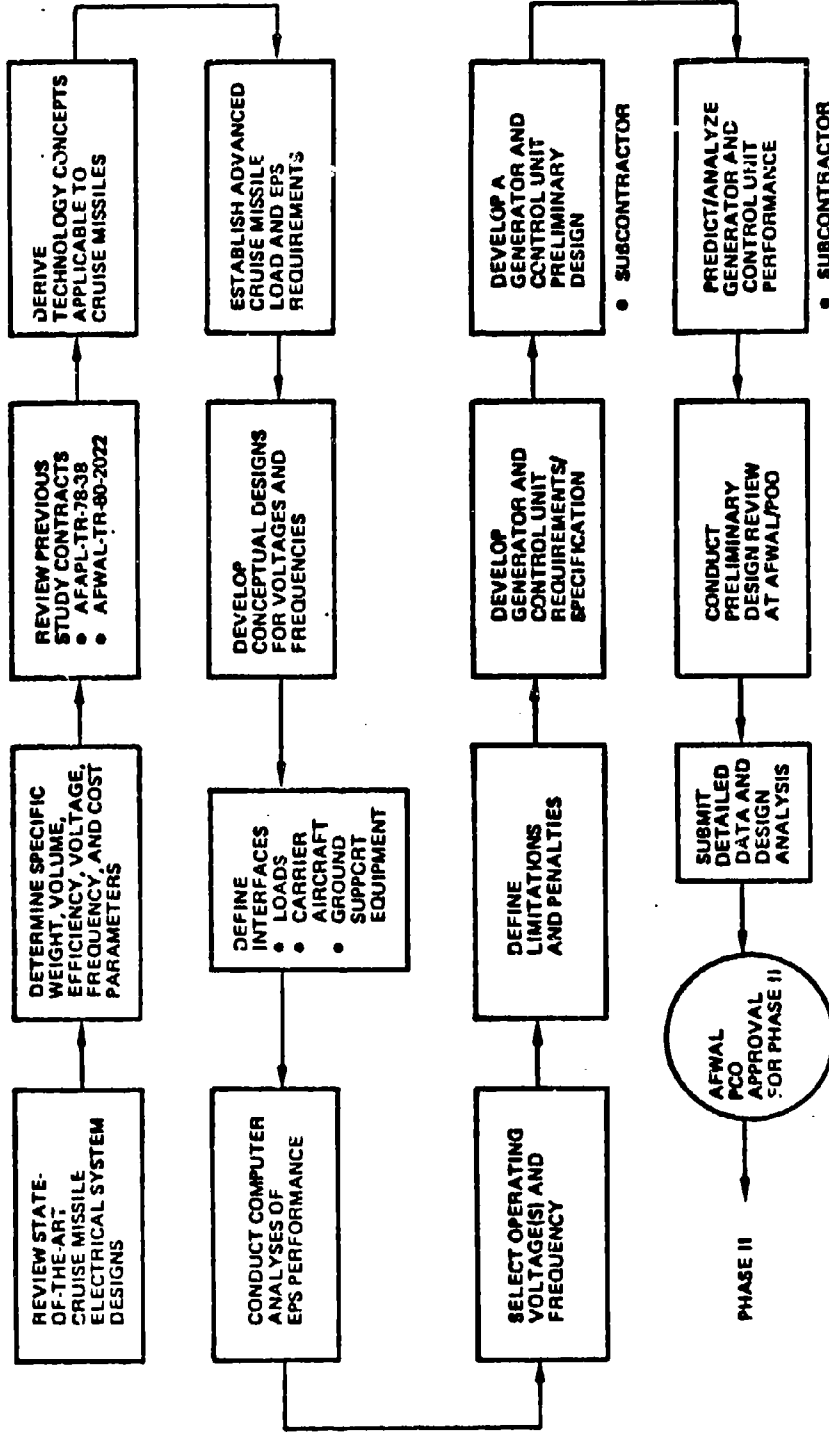 REVIEW STATE-
OF-THE-ART
CRUISE MISSILE
ELECTRICAL SYSTEM
DESIGNS
DETERMINE SPECIFIC
WEIGHT, VOLUME,
EFFICIENCY, VOLTAGE,
FREQUENCY, AND COST
PARAMETERS
REVIEW PREVIOUS
STUDY CONTRACTS
● AFAPL-TR-78-38
● AFWAL-TR-80-2022
DERIVE
TECHNOLOGY CONCEPTS
APPLICABLE TO
CRUISE MISSILES
ESTABLISH ADVANCED
CRUISE MISSILE
LOAD AND EPS
REQUIREMENTS
DEVELOP
CONCEPTUAL DESIGNS
FOR VOLTAGES AND
FREQUENCIES
DEFINE
INTERFACES
● LOADS
● CARRIER
AIRCRAFT
● GROUND
SUPPORT
EQUIPMENT
CONDUCT COMPUTER
ANALYSES OF
EPS PERFORMANCE
SELECT OPERATING
VOLTAGE(S) AND
FREQUENCY
DEFINE
LIMITATIONS
AND PENALTIES
DEVELOP
GENERATOR AND
CONTROL UNIT
REQUIREMENTS/
SPECIFICATION
DEVELOP A
GENERATOR AND
CONTROL UNIT
PRELIMINARY
DESIGN
● SUBCONTRACTOR
PREDICT/ANALYZE
GENERATOR AND
CONTROL UNIT
PERFORMANCE
● SUBCONTRACTOR
CONDUCT
PRELIMINARY
DESIGN REVIEW
AT AFWAL/POO
SUBMIT
DETAILED
DATA AND
DESIGN
ANALYSIS
AFWAL
PCO
APPROVAL
FOR PHASE II
PHASE II